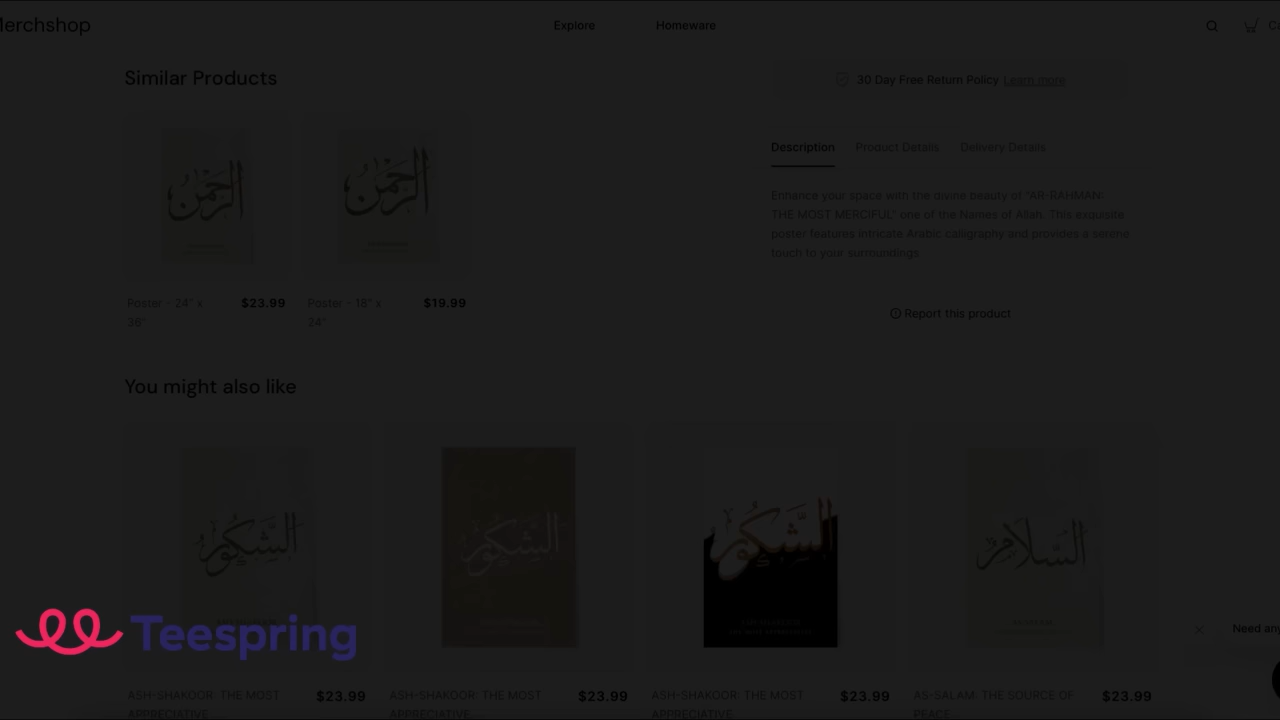 Merchshop
Explore
Homeware
Similar Products
30 Day Free Return Policy Learn more
الرحمن
الرحمن
Description
Product Details
Delivery Details
Enhance your space with the divine beauty of "AR-RAHMAN:
THE MOST MERCIFUL" one of the Names of Allah. This exquisite
poster features intricate Arabic caligraphy and provides a serene
touch to your surroundings.
Poster - 24" x
36"
$23.99
Poster - 18" x
24"
$19.99
Report this product
You might also like
الشكور
الشكور
الشكور
السلام
Teespring
Need any
ASH-SHAKOOR: THE MOST
APPRECIATIVE
$23.99
ASH-SHAKOOR: THE MOST
APPRECIATIVE
$23.99
ASH-SHAKOOR: THE MOST
APPRECIATIVE
$23.99
AS-SALAM: THE SOURCE OF
PEACE
$23.99